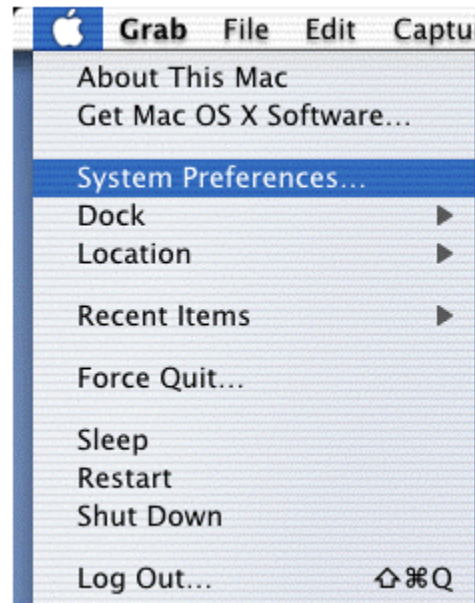 Grab File Edit Captu
About This Mac
Get Mac OS X Software...
System Preferences...
Dock
Location
Recent Items
Force Quit...
Sleep
Restart
Shut Down
Log Out... ⇧⌘Q